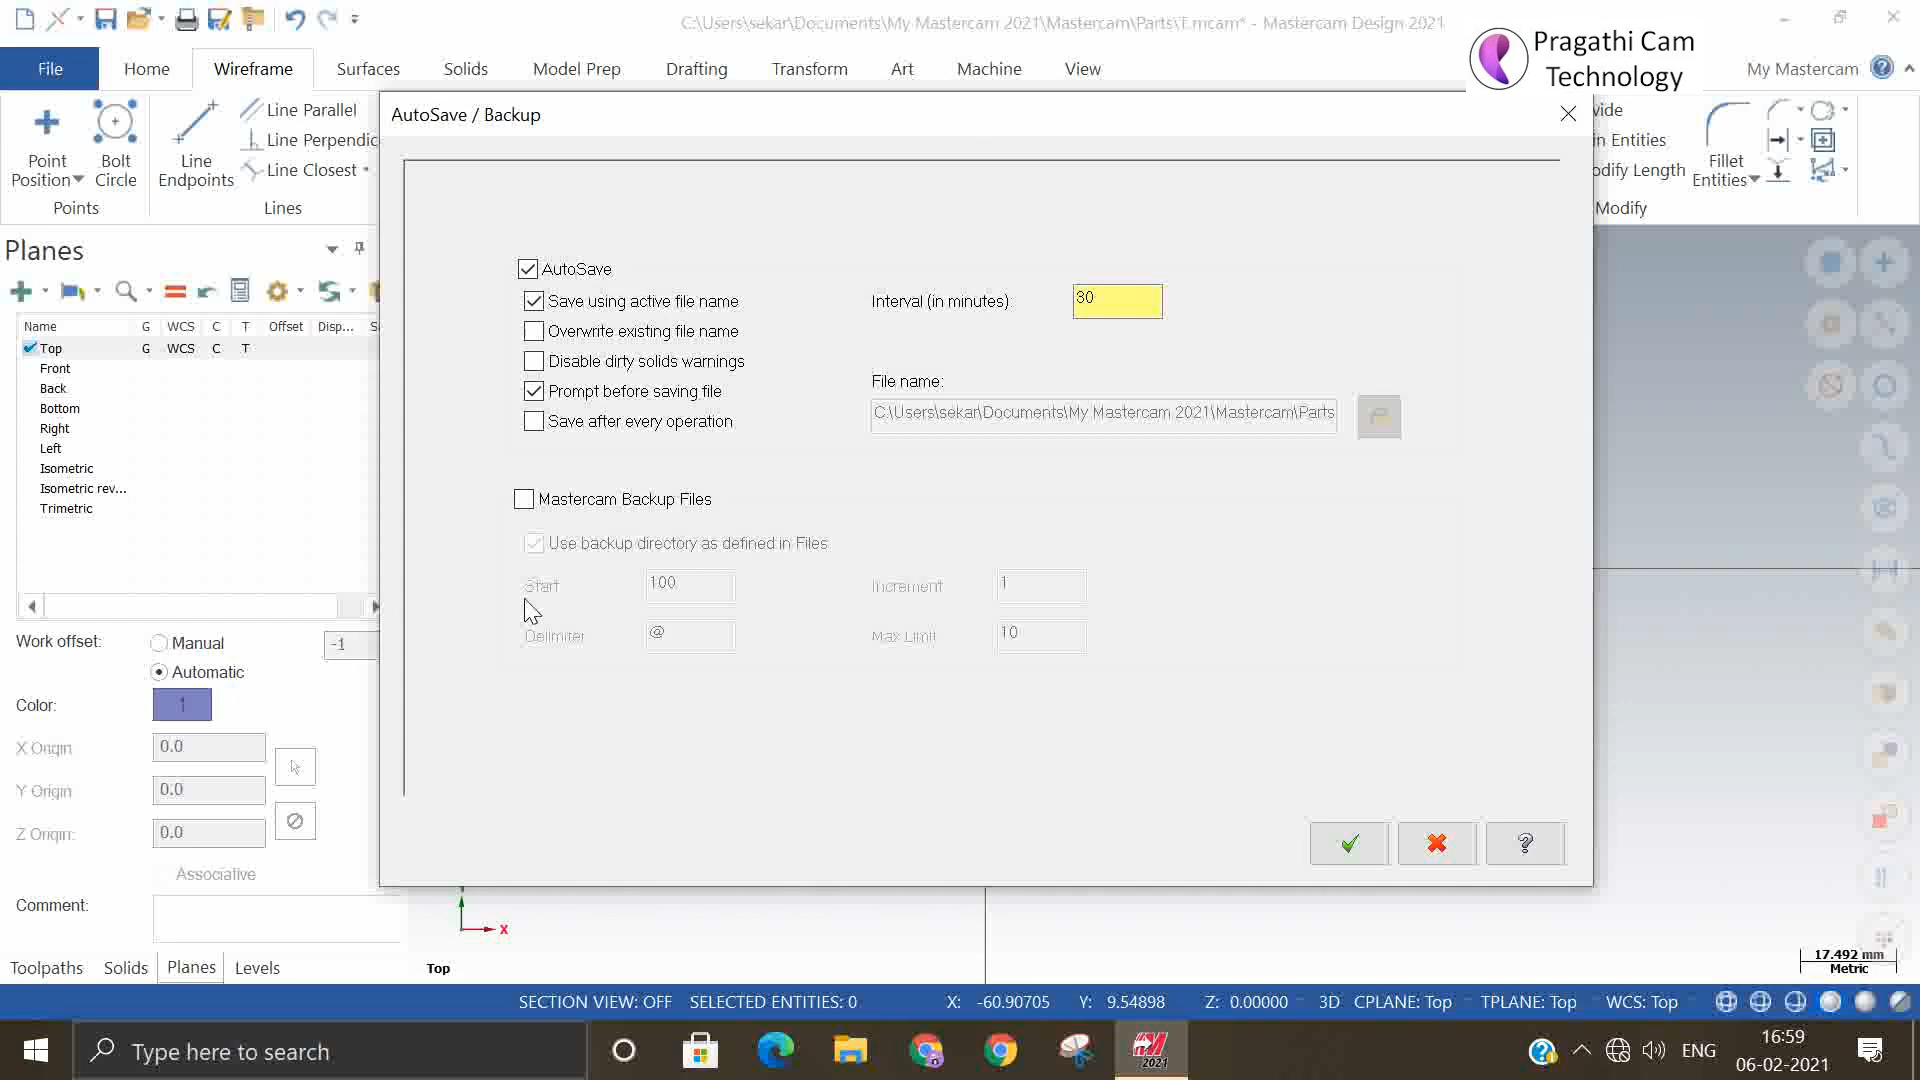 C:\Users\sekar\Documents\My Mastercam 2021\Mastercam\Parts\T.mcam* - Mastercam Design 2021
Pragathi Cam
Technology
File Home Wireframe Surfaces Solids Model Prep Drafting Transform Art Machine View
My Mastercam
Point
Position
Bolt
Circle
Points
Line
Endpoints
Line Parallel
Line Perpendic
Line Closest
Lines
vide
in Entities
odify Length
Fillet
Entities
Modify
AutoSave / Backup
AutoSave
Save using active file name
Overwrite existing file name
Disable dirty solids warnings
Prompt before saving file
Save after every operation
Interval (in minutes): 30
File name:
C:\Users\sekar\Documents\My Mastercam 2021\Mastercam\Parts
Mastercam Backup Files
Use backup directory as defined in Files
Start 100 Increment 1
Delimiter @ Max Limit 10
Planes
Name G WCS C T Offset Disp... S
Top G WCS C T
Front
Back
Bottom
Right
Left
Isometric
Isometric rev...
Trimetric
Work offset: Manual -1
Automatic
Color: 1
X Origin 0.0
Y Origin 0.0
Z Origin: 0.0
Associative
Comment:
Toolpaths Solids Planes Levels
X
Top
17.492 mm
Metric
SECTION VIEW: OFF SELECTED ENTITIES: 0 X: -60.90705 Y: 9.54898 Z: 0.00000 3D CPLANE: Top TPLANE: Top WCS: Top
Type here to search
2021
ENG
16:59
06-02-2021